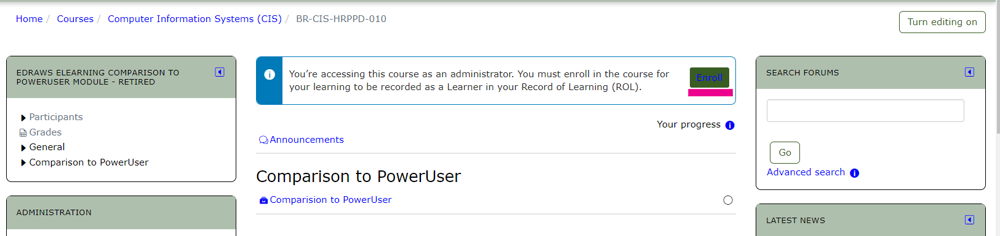 Home / Courses / Computer Information Systems (CIS) / BR-CIS-HRPPD-010
Turn editing on
EDRAWS ELEARNING COMPARISON TO
POWERUSER MODULE - RETIRED
Participants
Grades
General
Comparison to PowerUser
ADMINISTRATION
You’re accessing this course as an administrator. You must enroll in the course for
your learning to be recorded as a Learner in your Record of Learning (ROL).
Enroll
Your progress
Announcements
Comparison to PowerUser
Comparision to PowerUser
SEARCH FORUMS
Go
Advanced search
LATEST NEWS